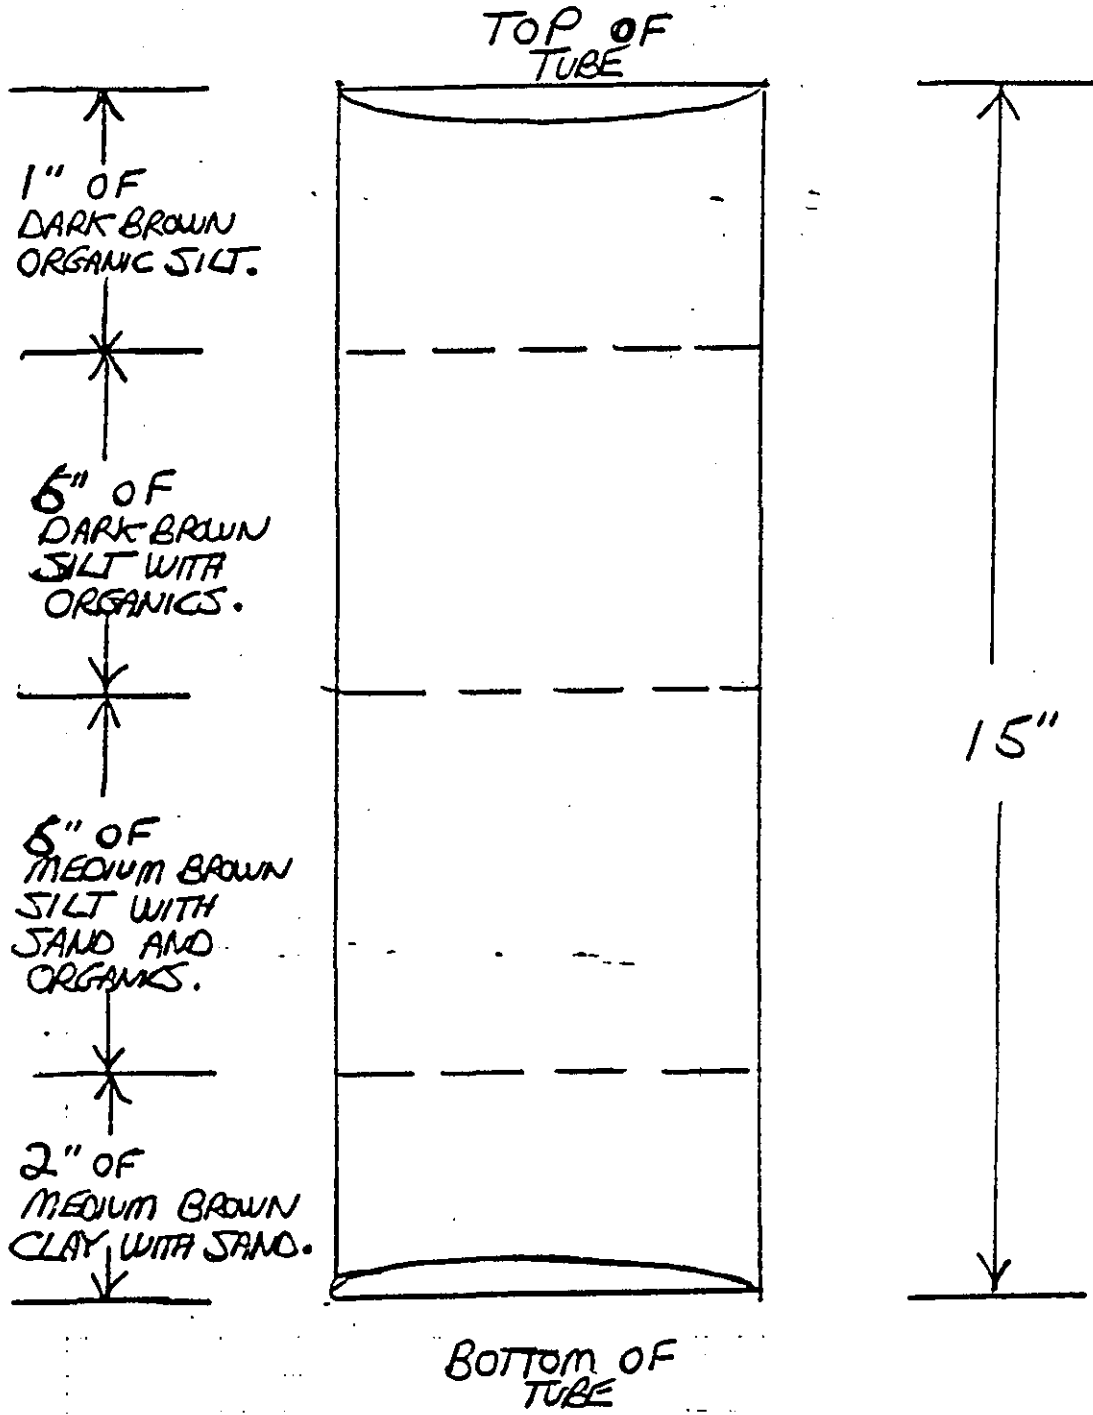 TOP OF
TUBE
1" OF
DARK BROWN
ORGANIC SILT.
6" OF
DARK BROWN
SILT WITH
ORGANICS.
15"
6" OF
MEDIUM BROWN
SILT WITH
SAND AND
ORGANICS.
2" OF
MEDIUM BROWN
CLAY WITH SAND.
BOTTOM OF
TUBE